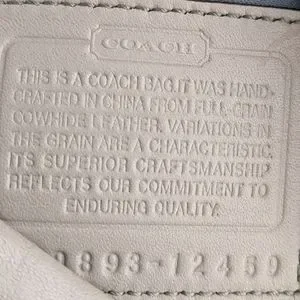 COACH
THIS IS A COACH BAG.IT WAS HAND-
CRAFTED IN CHINA FROM FULL-GRAIN
COWHIDE LEATHER. VARIATIONS IN
THE GRAIN ARE A CHARACTERISTIC.
ITS SUPERIOR CRAFTSMANSHIP
REFLECTS OUR COMMITMENT TO
ENDURING QUALITY.
0893-12459